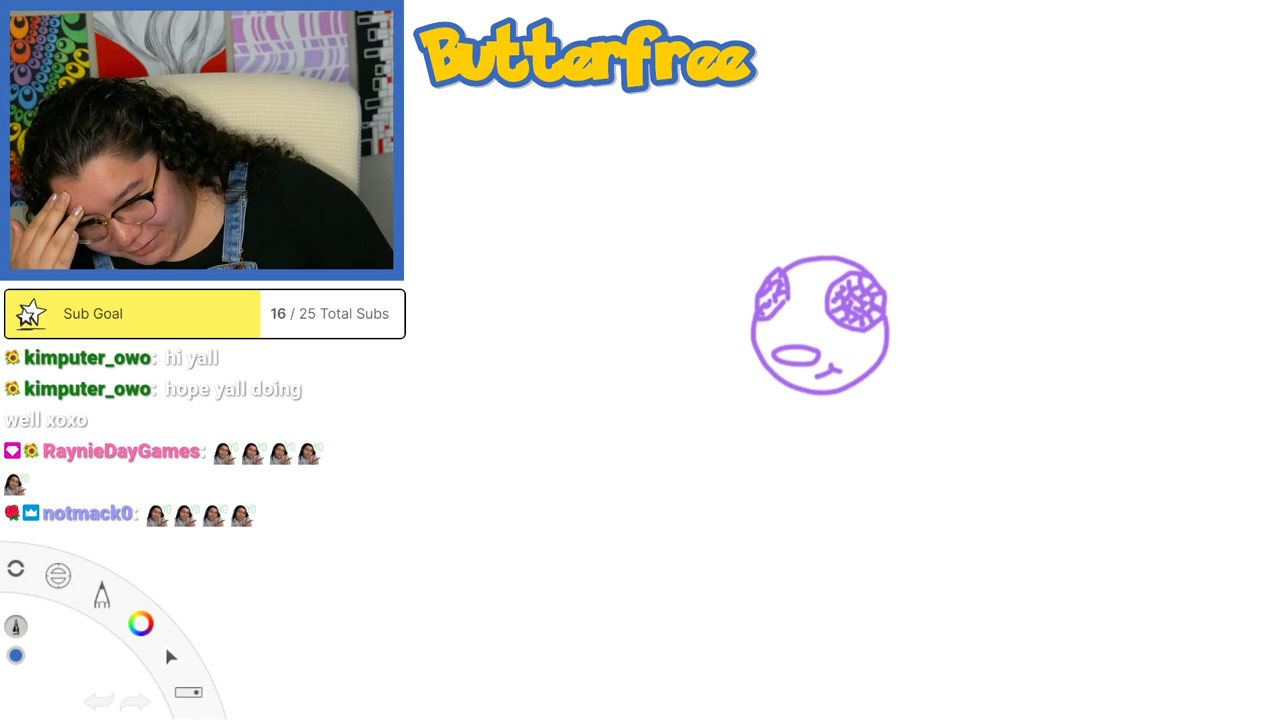 Butterfree
Sub Goal 16 / 25 Total Subs
kimputer_owo: hi yall
kimputer_owo: hope yall doing
well xoxo
RaynieDayGames:
notmack0: